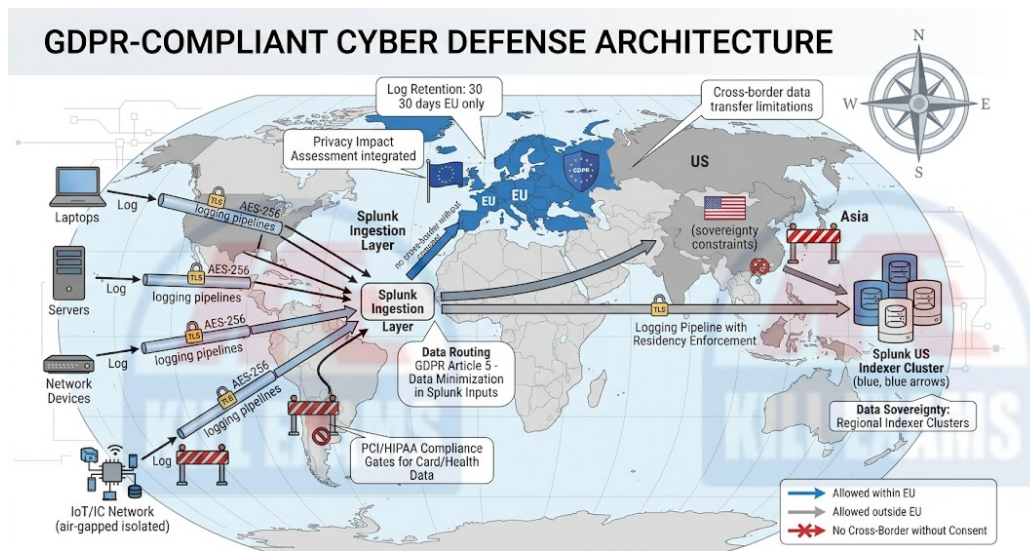 GDPR-COMPLIANT CYBER DEFENSE ARCHITECTURE
N
W
E
S
Log Retention: 30
30 days EU only
Cross-border data
transfer limitations
Privacy Impact
Assessment integrated
GDPR
EU
EU
US
(sovereignty
constraints)
Asia
Laptops
Log
TLS
AES-256
logging pipelines
Splunk
Ingestion
Layer
no cross-border without
consent
Servers
Log
TLS
AES-256
logging pipelines
Splunk
Ingestion
Layer
TLS
Logging Pipeline with
Residency Enforcement
Network
Devices
Log
TLS
AES-256
logging pipelines
Data Routing
GDPR Article 5 -
Data Minimization
in Splunk Inputs
Splunk US
Indexer Cluster
(blue, blue arrows)
Data Sovereignty:
Regional Indexer Clusters
IoT/IC Network
(air-gapped isolated)
Log
TLS
AES-256
logging pipelines
PCI/HIPAA Compliance
Gates for Card/Health
Data
Allowed within EU
Allowed outside EU
No Cross-Border without Consent
KILL EXAMS
KILL EXAMS